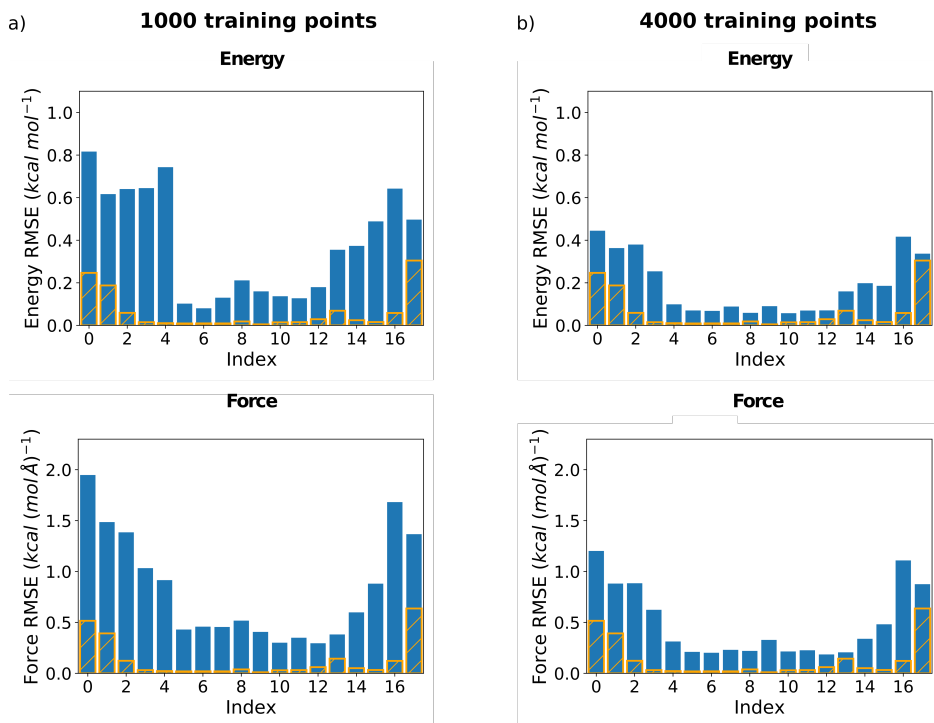 a)
1000 training points
Energy
Energy RMSE (kcal mol⁻¹)
1.0
0.8
0.6
0.4
0.2
0.0
0 2 4 6 8 10 12 14 16
Index
Force
Force RMSE (kcal (mol Å)⁻¹)
2.0
1.5
1.0
0.5
0.0
0 2 4 6 8 10 12 14 16
Index
b)
4000 training points
Energy
Energy RMSE (kcal mol⁻¹)
1.0
0.8
0.6
0.4
0.2
0.0
0 2 4 6 8 10 12 14 16
Index
Force
Force RMSE (kcal (mol Å)⁻¹)
2.0
1.5
1.0
0.5
0.0
0 2 4 6 8 10 12 14 16
Index